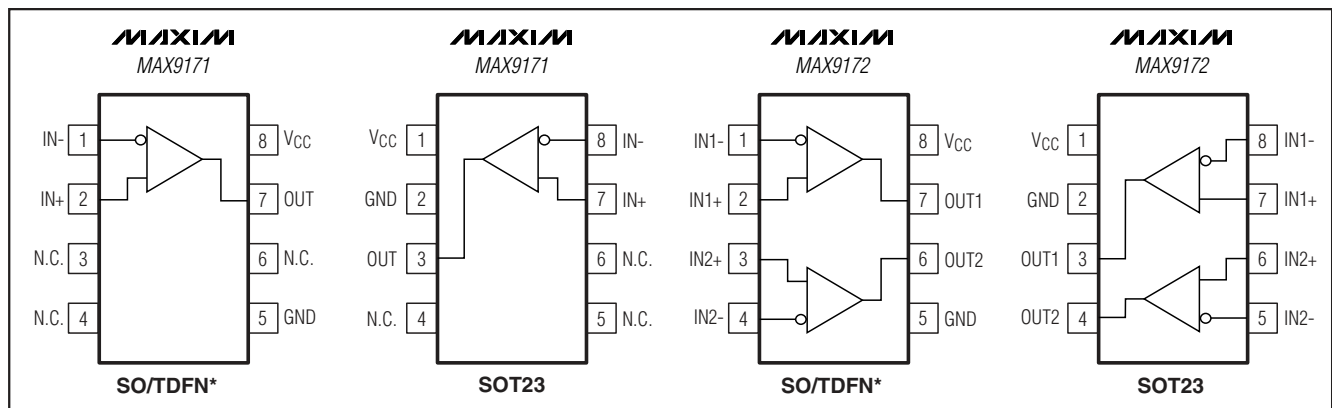 MAXIM
MAX9171
IN- 1
8 VCC
IN+ 2
7 OUT
N.C. 3
6 N.C.
N.C. 4
5 GND
SO/TDFN*
MAXIM
MAX9171
VCC 1
8 IN-
GND 2
7 IN+
OUT 3
6 N.C.
N.C. 4
5 N.C.
SOT23
MAXIM
MAX9172
IN1- 1
8 VCC
IN1+ 2
7 OUT1
IN2+ 3
6 OUT2
IN2- 4
5 GND
SO/TDFN*
MAXIM
MAX9172
VCC 1
8 IN1-
GND 2
7 IN1+
OUT1 3
6 IN2+
OUT2 4
5 IN2-
SOT23